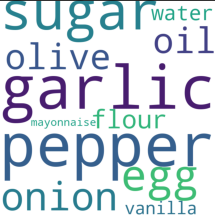 sugar water
olive oil
garlic
mayonnaise flour
pepper
onion egg
vanilla